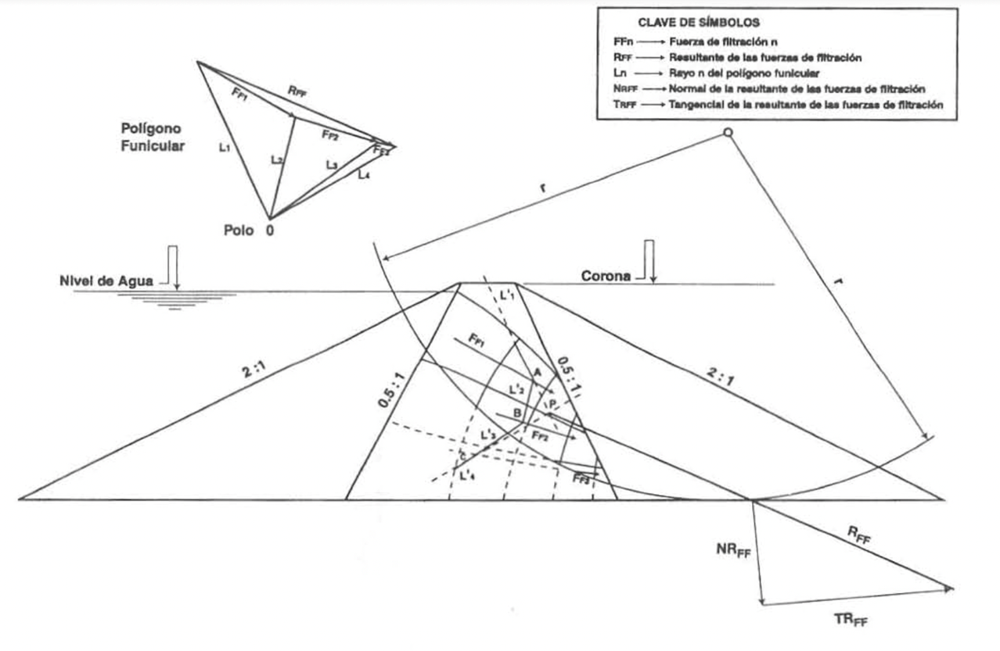 CLAVE DE SÍMBOLOS
FFn → Fuerza de filtración n
RFF → Resultante de las fuerzas de filtración
Ln → Rayo n del polígono funicular
NRFF → Normal de la resultante de las fuerzas de filtración
TRFF → Tangencial de la resultante de las fuerzas de filtración
FF1
RFF
Polígono
Funicular
L1
L2
FF2
FF3
L3
L4
Polo 0
r
r
Nivel de Agua
Corona
L'1
2:1
0.5:1
FF1
A
0.5:1
2:1
L'2
P
B
L'3
FF2
C
L'4
FF3
NRFF
RFF
TRFF